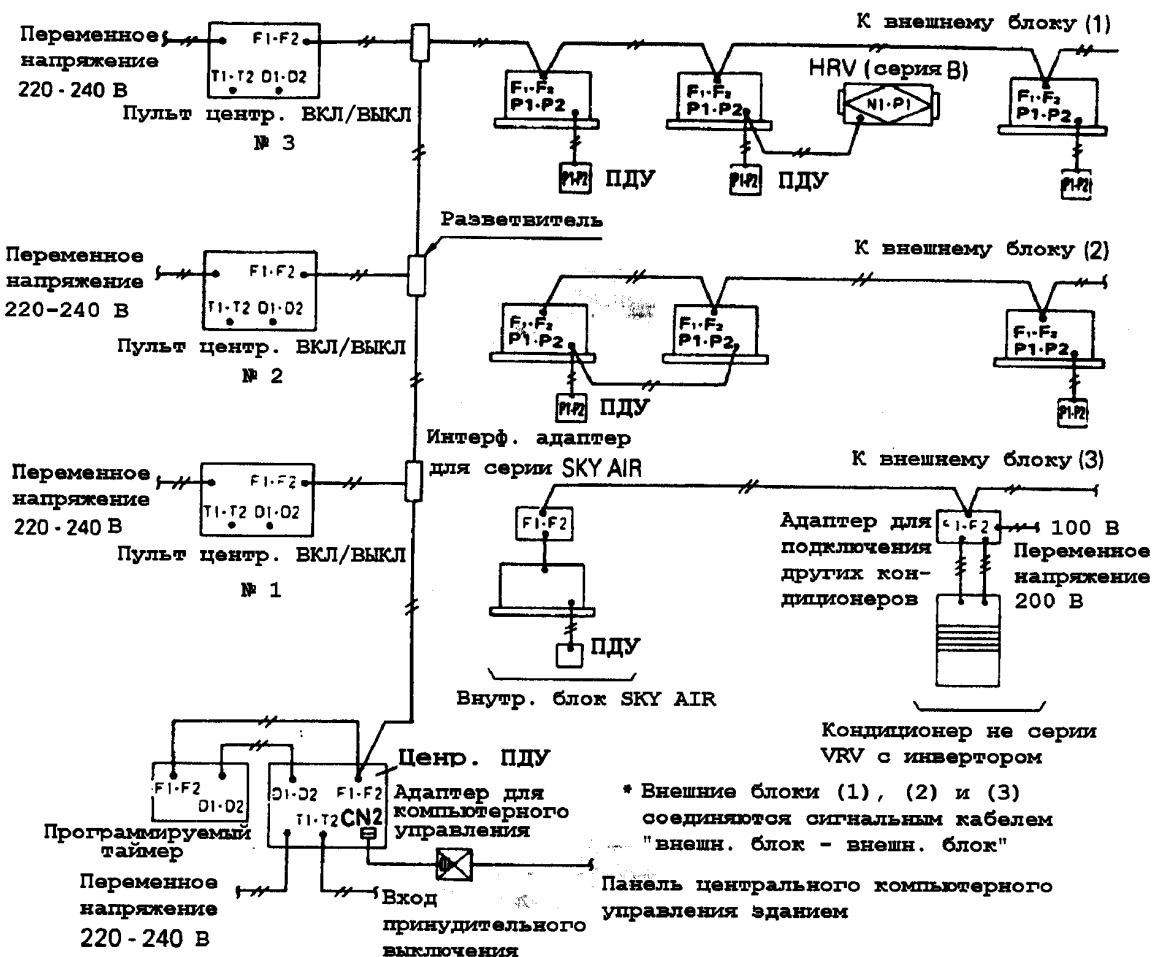 Переменное
напряжение
220 - 240 В
F1·F2
T1·T2 D1·D2
Пульт центр. ВКЛ/ВЫКЛ
№ 3
F1·F2
P1·P2
P1·P2
ПДУ
F1·F2
P1·P2
P1·P2
ПДУ
HRV (серия B)
N1·P1
К внешнему блоку (1)
F1·F2
P1·P2
P1·P2
Разветвитель
Переменное
напряжение
220-240 В
F1·F2
T1·T2 D1·D2
Пульт центр. ВКЛ/ВЫКЛ
№ 2
К внешнему блоку (2)
F1·F2
P1·P2
P1·P2
ПДУ
F1·F2
P1·P2
F1·F2
P1·P2
P1·P2
Интерф. адаптер
для серии SKY AIR
Переменное
напряжение
220 - 240 В
F1·F2
T1·T2 D1·D2
Пульт центр. ВКЛ/ВЫКЛ
№ 1
К внешнему блоку (3)
F1·F2
ПДУ
Внутр. блок SKY AIR
Адаптер для
подключения
других кон-
диционеров
1·F2
100 В
Переменное
напряжение
200 В
Кондиционер не серии
VRV с инвертором
F1·F2
D1·D2
Программируемый
таймер
D1·D2
F1·F2
T1·T2 CN2
Ценр. ПДУ
Адаптер для
компьютерного
управления
* Внешние блоки (1), (2) и (3)
соединяются сигнальным кабелем
"внешн. блок - внешн. блок"
Переменное
напряжение
220 - 240 В
Вход
принудительного
выключения
Панель центрального компьютерного
управления зданием